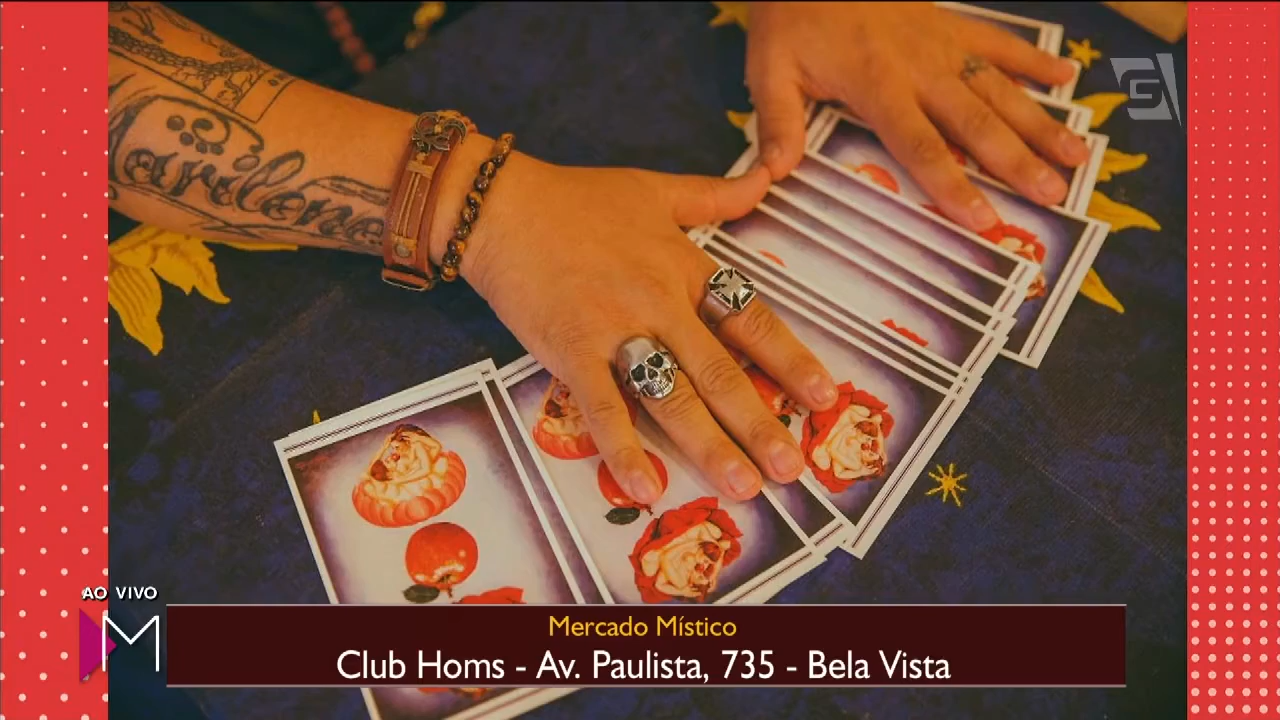 AO VIVO
M
Mercado Místico
Club Homs - Av. Paulista, 735 - Bela Vista